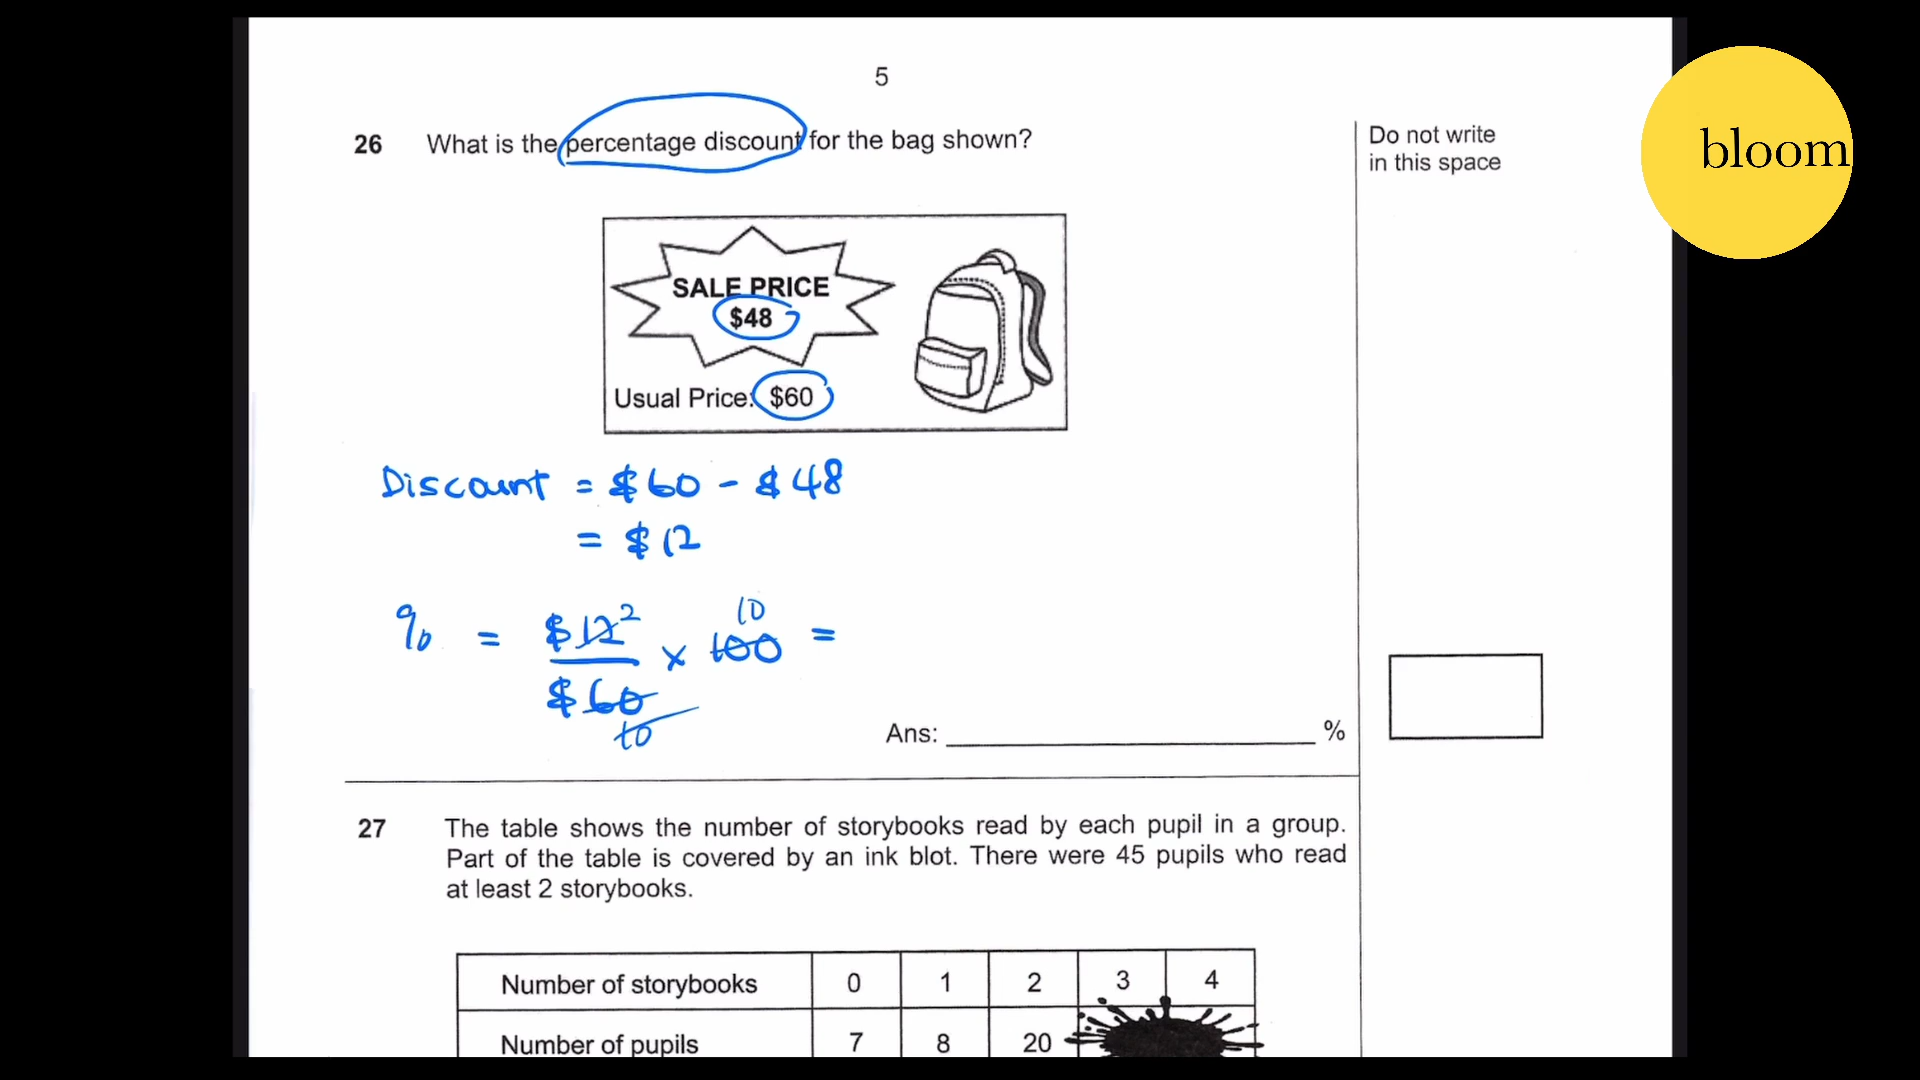 5
26 What is the percentage discount for the bag shown?
Do not write
in this space
bloom
SALE PRICE
$48
Usual Price: $60
Discount = $60 - $48
= $12
% = $12 2 / $60 10 x 100 10 =
Ans: ____________ %
27 The table shows the number of storybooks read by each pupil in a group.
Part of the table is covered by an ink blot. There were 45 pupils who read
at least 2 storybooks.
Number of storybooks 0 1 2 3 4
Number of pupils 7 8 20